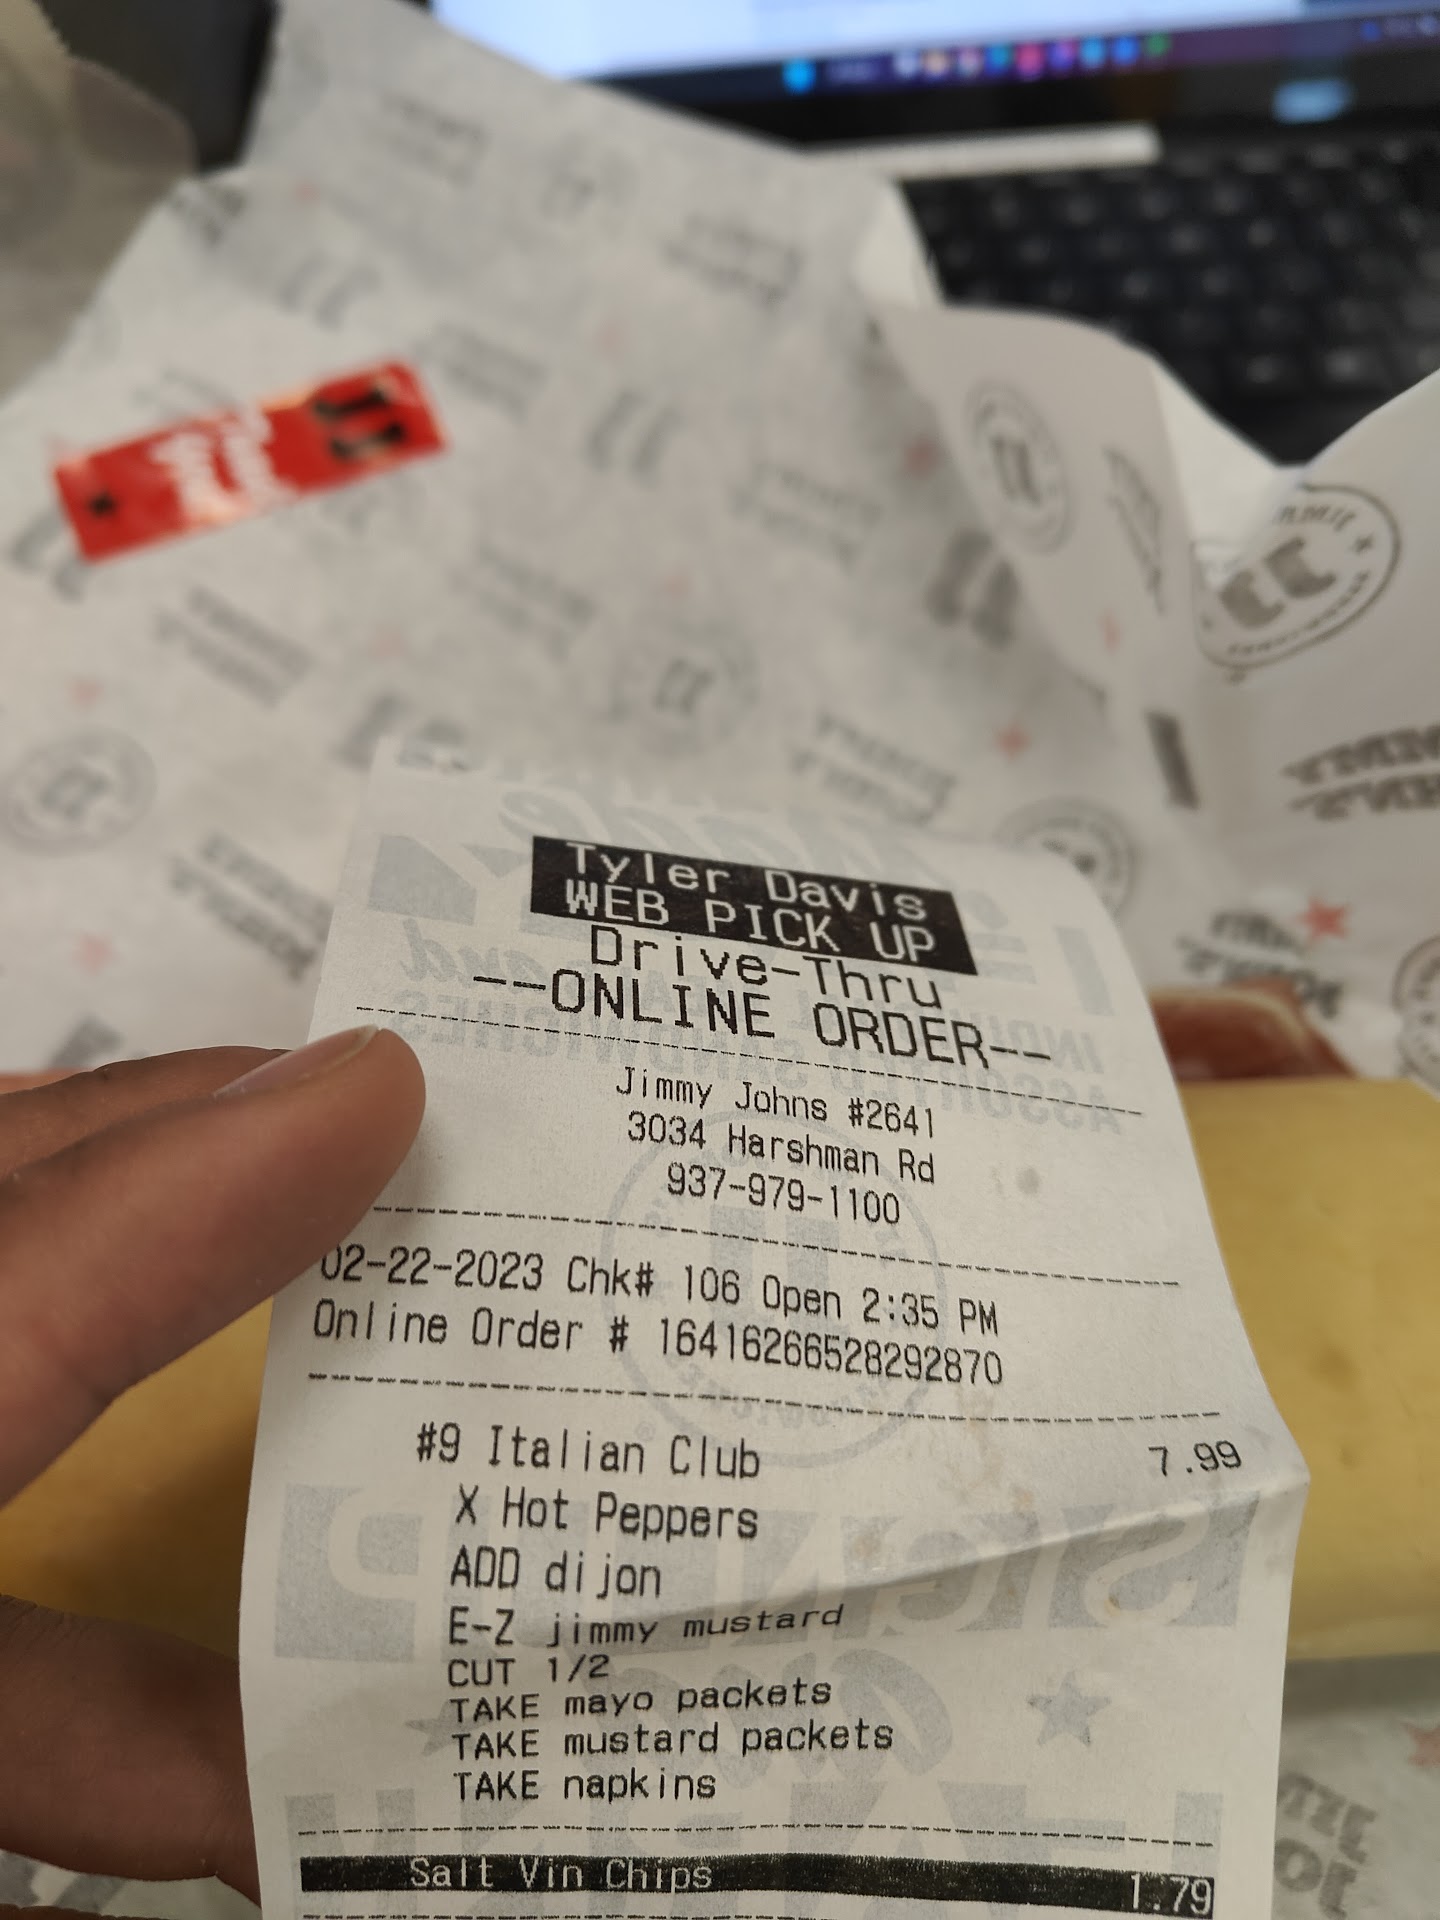 Tyler Davis
WEB PICK UP
Drive-Thru
--ONLINE ORDER--
Jimmy Johns #2641
3034 Harshman Rd
937-979-1100
02-22-2023 Chk# 106 Open 2:35 PM
Online Order # 16416266528292870
#9 Italian Club 7.99
X Hot Peppers
ADD dijon
E-Z jimmy mustard
CUT 1/2
TAKE mayo packets
TAKE mustard packets
TAKE napkins
Salt Vin Chips 1.79